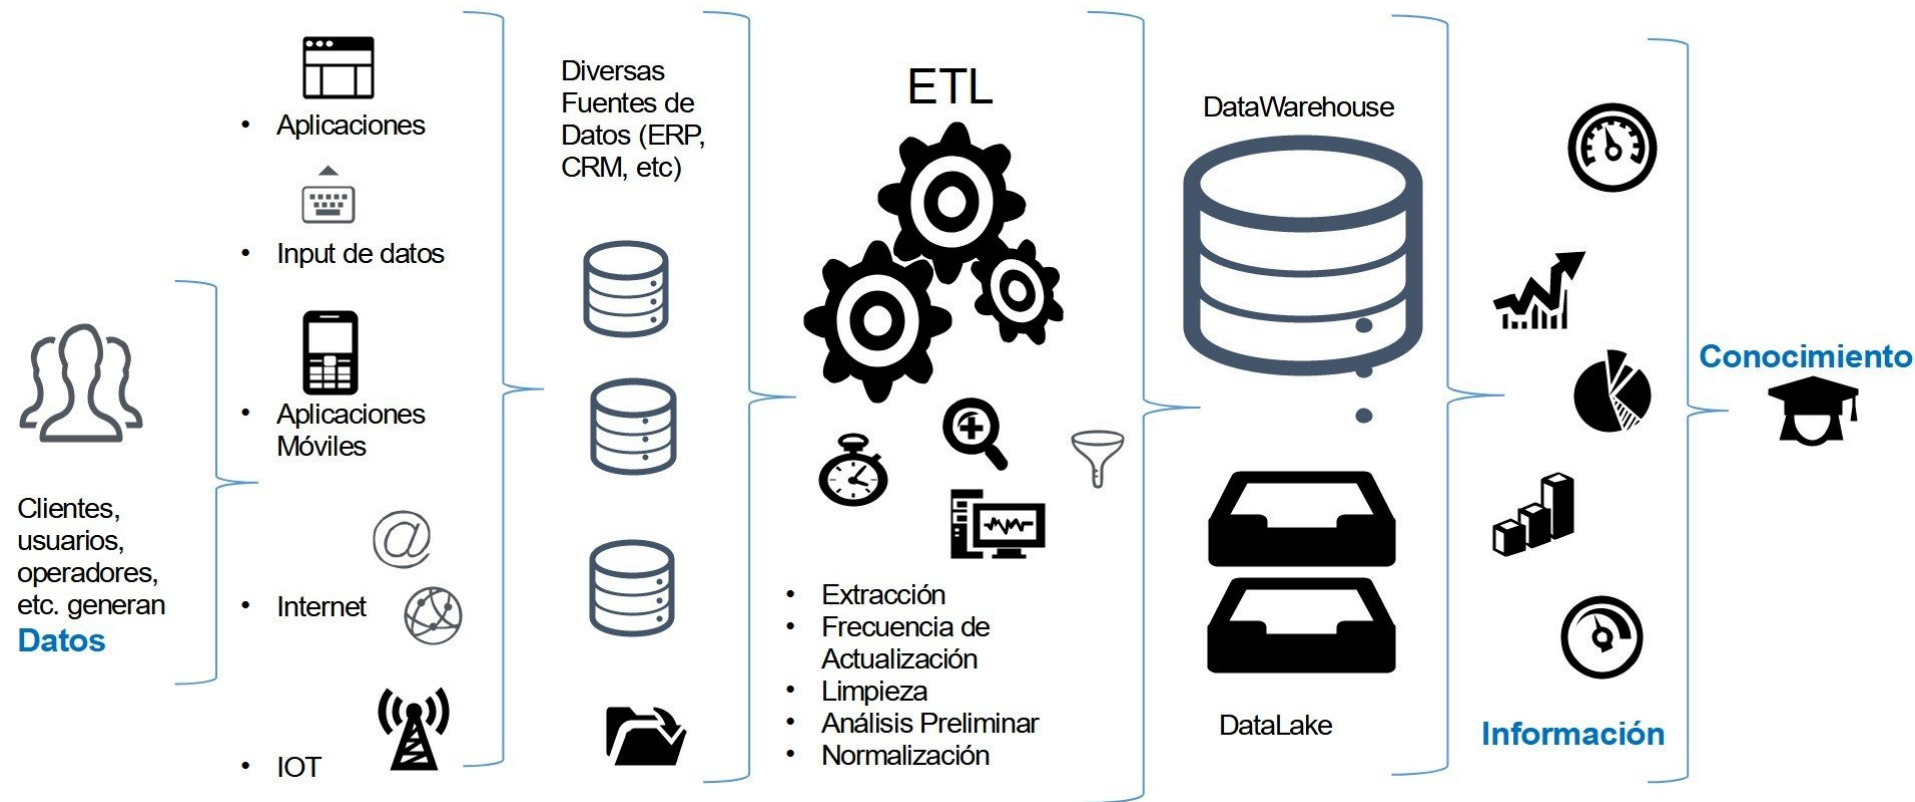 Clientes,
usuarios,
operadores,
etc. generan
Datos
• Aplicaciones
• Input de datos
• Aplicaciones
Móviles
• Internet
• IOT
Diversas
Fuentes de
Datos (ERP,
CRM, etc)
ETL
• Extracción
• Frecuencia de
Actualización
• Limpieza
• Análisis Preliminar
• Normalización
DataWarehouse
DataLake
Información
Conocimiento